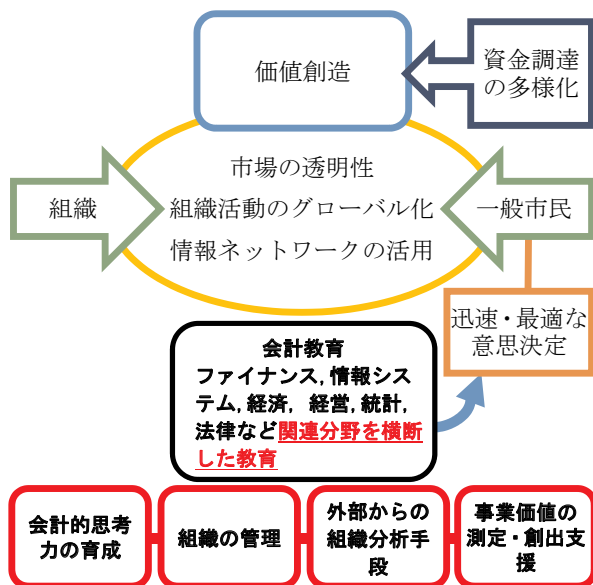 価値創造
資金調達
の多様化
市場の透明性
組織
組織活動のグローバル化
一般市民
情報ネットワークの活用
迅速・最適な
意思決定
会計教育
ファイナンス,情報シス
テム,経済, 経営,統計,
法律など関連分野を横断
した教育
会計的思考
力の育成
組織の管理
外部からの
組織分析手
段
事業価値の
測定・創出支
援